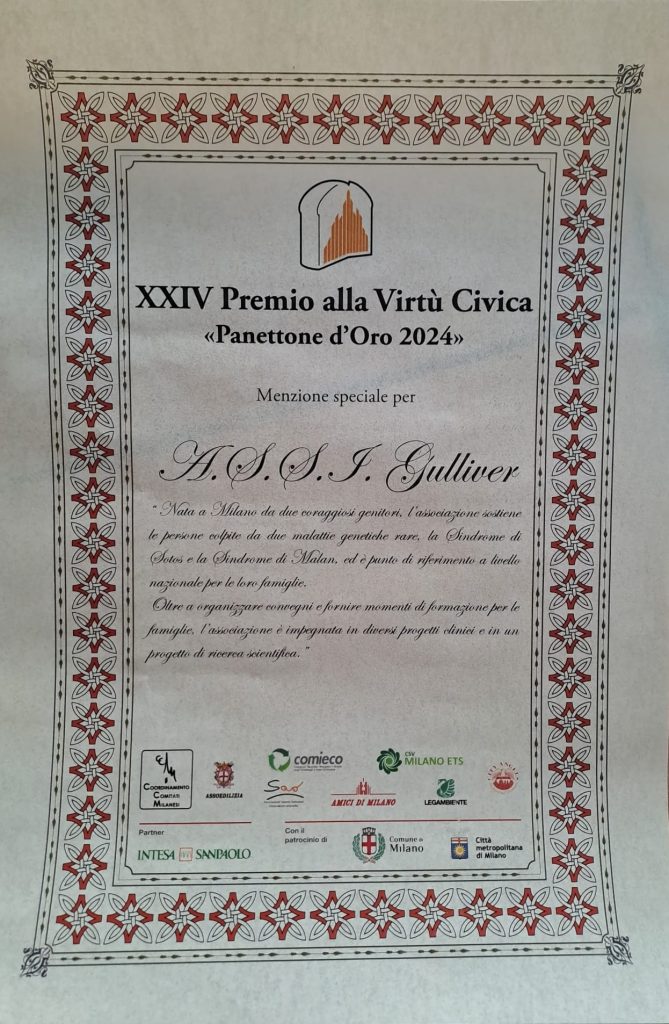 XXIV Premio alla Virtù Civica
«Panettone d'Oro 2024»
Menzione speciale per
A.S.S.I. Gulliver
" Nata a Milano da due coraggiosi genitori, l'associazione sostiene
le persone colpite da due malattie genetiche rare, la Sindrome di
Sotos e la Sindrome di Malan, ed è punto di riferimento a livello
nazionale per le loro famiglie.
Oltre a organizzare convegni e fornire momenti di formazione per le
famiglie, l'associazione è impegnata in diversi progetti clinici e in un
progetto di ricerca scientifica. "
COORDINAMENTO
COMITATI
MILANESI
ASSOEDILIZIA
comieco
Sao
CSV
MILANO ETS
AMICI DI MILANO
LEGAMBIENTE
Partner
INTESA SANPAOLO
Con il
patrocinio di
Comune di
Milano
Città
metropolitana
di Milano